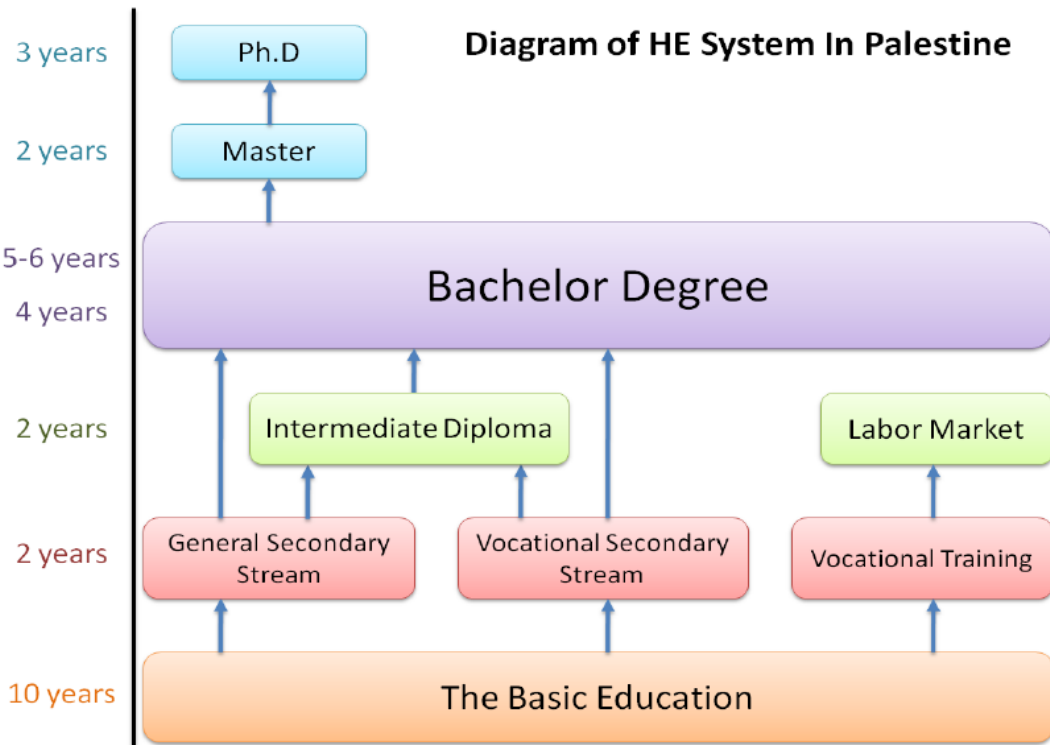 Diagram of HE System In Palestine
3 years
Ph.D
2 years
Master
5-6 years
4 years
Bachelor Degree
2 years
Intermediate Diploma
Labor Market
2 years
General Secondary
Stream
Vocational Secondary
Stream
Vocational Training
10 years
The Basic Education